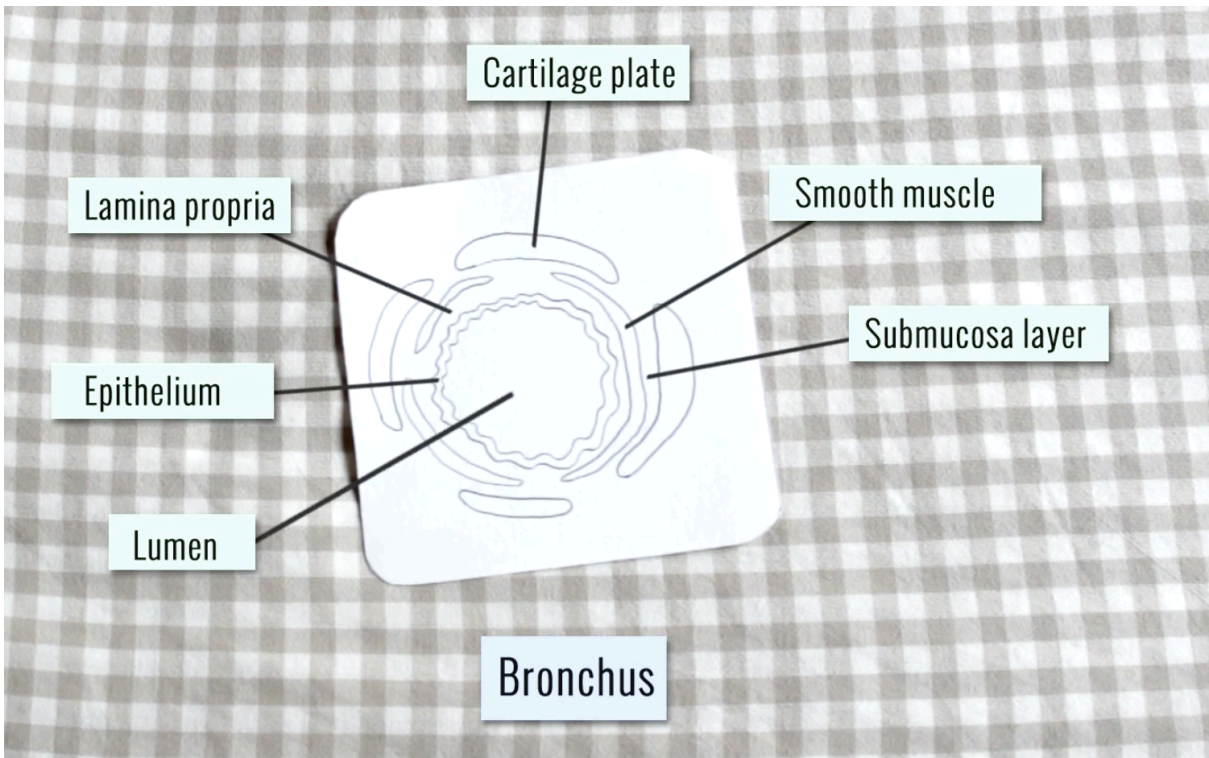 Cartilage plate
Lamina propria
Smooth muscle
Submucosa layer
Epithelium
Lumen
Bronchus